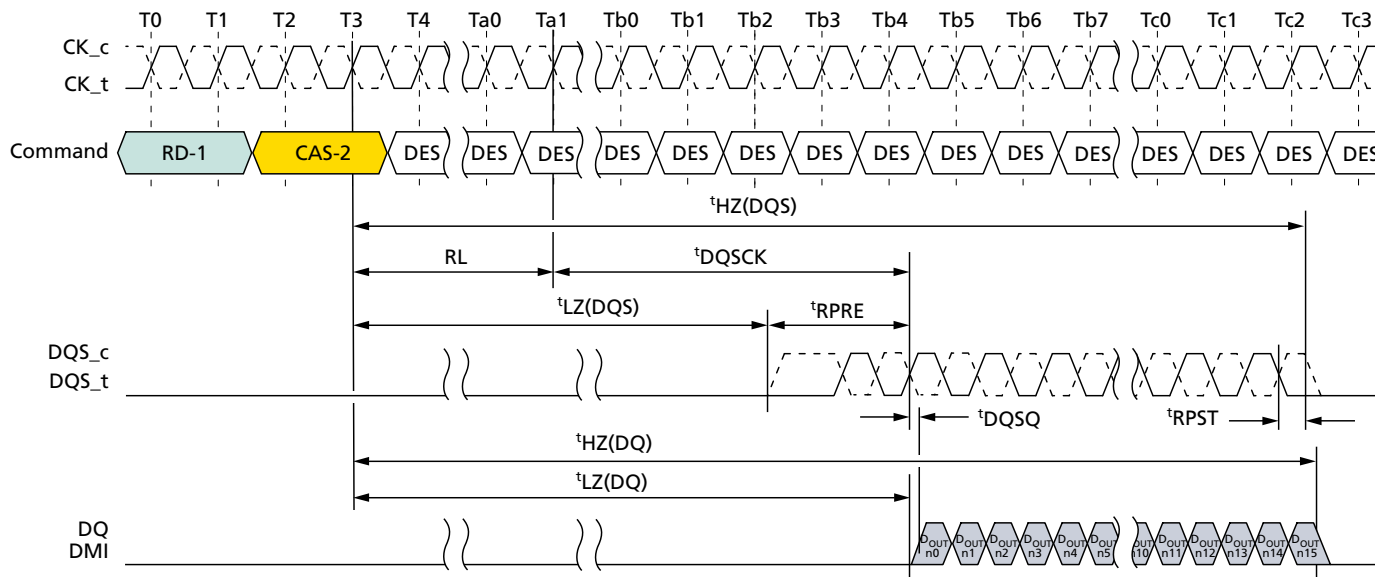 T0 T1 T2 T3 T4 Ta0 Ta1 Tb0 Tb1 Tb2 Tb3 Tb4 Tb5 Tb6 Tb7 Tc0 Tc1 Tc2 Tc3
CK_c
CK_t
Command RD-1 CAS-2 DES DES DES DES DES DES DES DES DES DES DES DES DES DES DES
tHZ(DQS)
RL tDQSCK
tLZ(DQS) tRPRE
DQS_c
DQS_t
tDQSQ tRPST
tHZ(DQ)
tLZ(DQ)
DQ
DMI
DOUT DOUT DOUT DOUT DOUT DOUT OUT DOUT DOUT DOUT DOUT DOUT
n0 n1 n2 n3 n4 n5 n10 n11 n12 n13 n14 n15